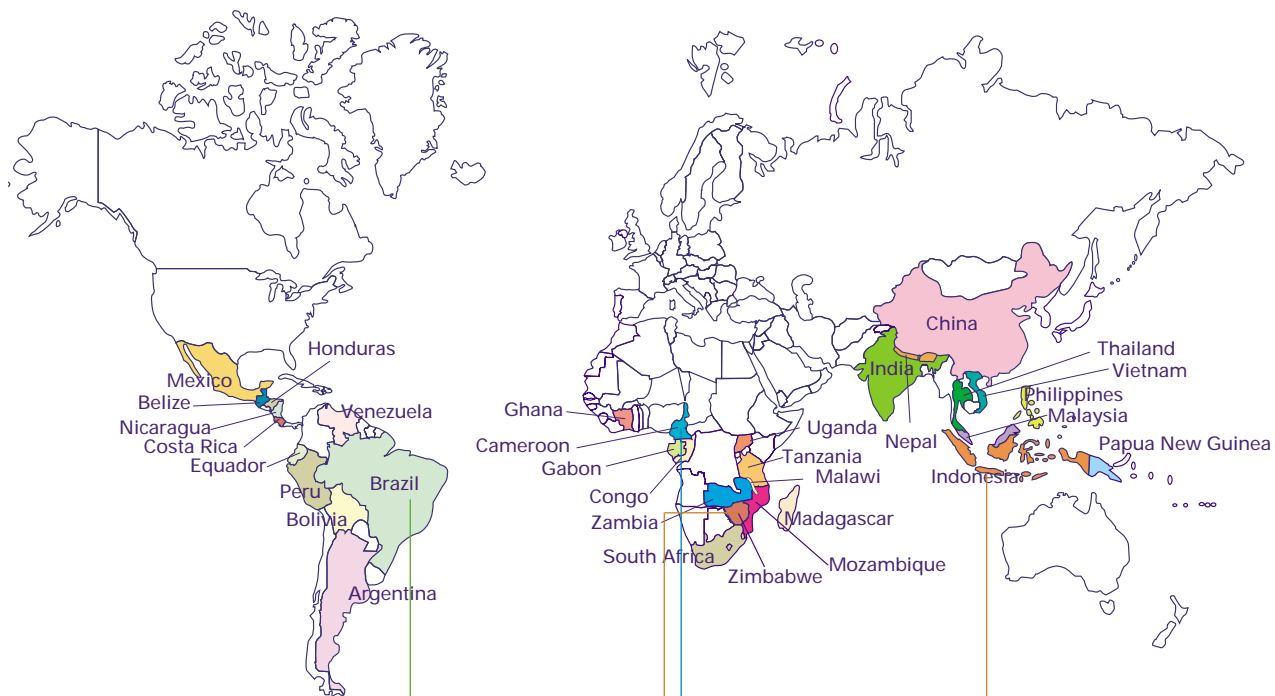 Honduras
Mexico
Belize
Venezuela
Nicaragua
Costa Rica
Equador
Peru
Brazil
Bolivia
Argentina
Ghana
Cameroon
Gabon
Congo
Zambia
South Africa
Uganda
Tanzania
Malawi
Madagascar
Mozambique
Zimbabwe
China
India
Nepal
Thailand
Vietnam
Philippines
Malaysia
Papua New Guinea
Indonesia